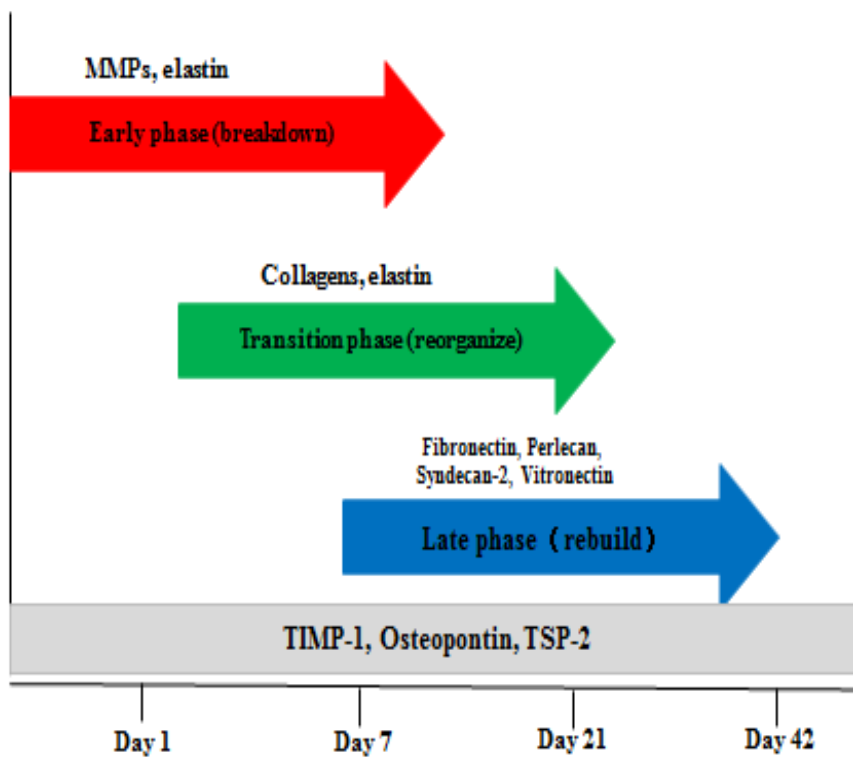 MMPs, elastin
Early phase (breakdown)
Collagens, elastin
Transition phase (reorganize)
Fibronectin, Perlecan,
Syndecan-2, Vitronectin
Late phase ( rebuild )
TIMP-1, Osteopontin, TSP-2
Day 1 Day 7 Day 21 Day 42